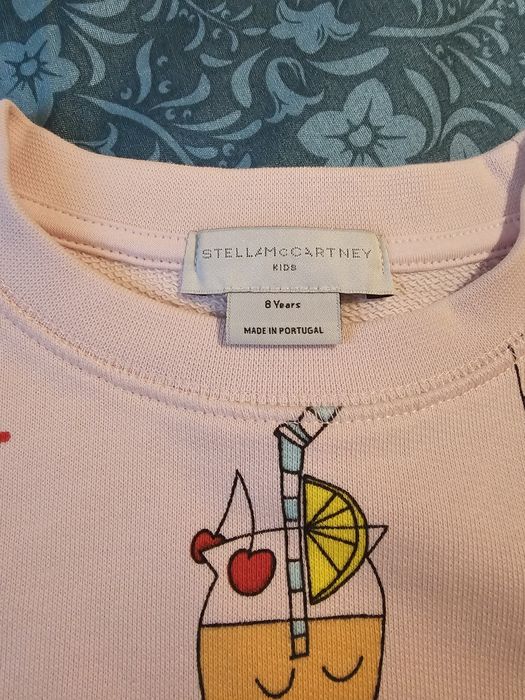 STELLAMcCARTNEY
KIDS
8 Years
MADE IN PORTUGAL